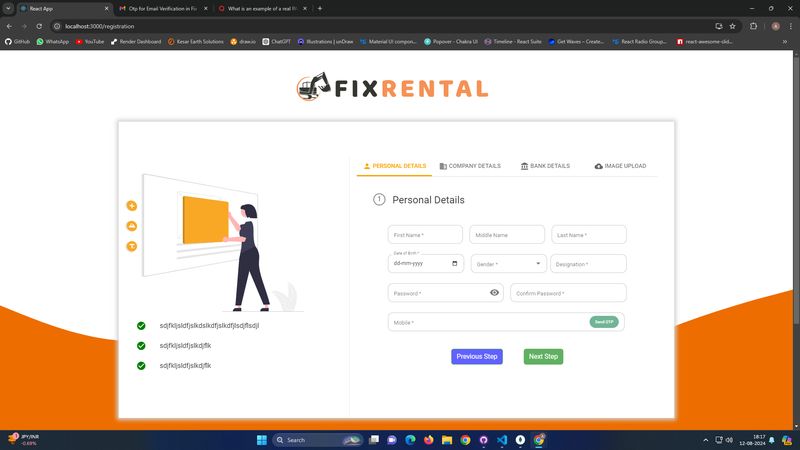 React App
Otp for Email Verification in Fix
What is an example of a real
localhost:3000/registration
GitHub WhatsApp YouTube Render Dashboard Kesar Earth Solutions draw.io ChatGPT Illustrations | unDraw Material UI compon... Popover - Chakra UI Timeline - React Suite Get Waves – Create... React Radio Group... react-awesome-slid...
FIXRENTAL
PERSONAL DETAILS COMPANY DETAILS BANK DETAILS IMAGE UPLOAD
1 Personal Details
First Name * Middle Name Last Name *
Date of Birth *
dd-mm-yyyy Gender * Designation *
Password * Confirm Password *
Mobile * Send OTP
Previous Step Next Step
sdjfkljsldfjslkdjflk
sdjfkljsldfjslkdjflk
JPY/INR
-0.69%
Search
18:17
12-08-2024